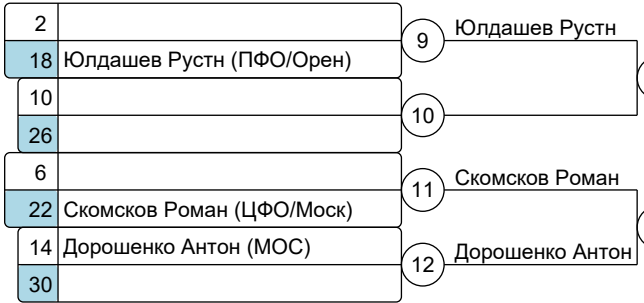 2
9 Юлдашев Рустн
18 Юлдашев Рустн (ПФО/Орен)
10
10
26
6
11 Скомсков Роман
22 Скомсков Роман (ЦФО/Моск)
14 Дорошенко Антон (МОС)
12 Дорошенко Антон
30